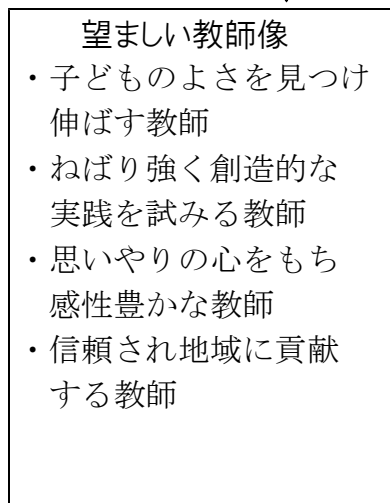 望ましい教師像
・子どものよさを見つけ
伸ばす教師
・ねばり強く創造的な
実践を試みる教師
・思いやりの心をもち
感性豊かな教師
・信頼され地域に貢献
する教師